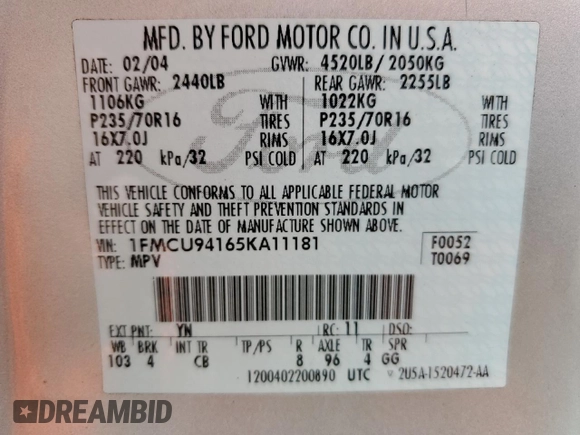 MFD. BY FORD MOTOR CO. IN U.S.A.
DATE: 02/04 GVWR: 4520LB / 2050KG
FRONT GAWR: 2440LB REAR GAWR: 2255LB
1106KG WITH 1022KG WITH
P235/70R16 TIRES P235/70R16 TIRES
16X7.0J RIMS 16X7.0J RIMS
AT 220 kPa/32 PSI COLD AT 220 kPa/32 PSI COLD
THIS VEHICLE CONFORMS TO ALL APPLICABLE FEDERAL MOTOR
VEHICLE SAFETY AND THEFT PREVENTION STANDARDS IN
EFFECT ON THE DATE OF MANUFACTURE SHOWN ABOVE.
VIN: 1FMCU94165KA11181 F0052
TYPE: MPV T0069
EXT PNT: YN RC: 11 DSO:
WB BRK INT TR TP/PS R AXLE TR SPR
103 4 CB 8 96 4 GG
1200402200890 UTC 2U5A-1520472-AA
Ford
DREAMBID